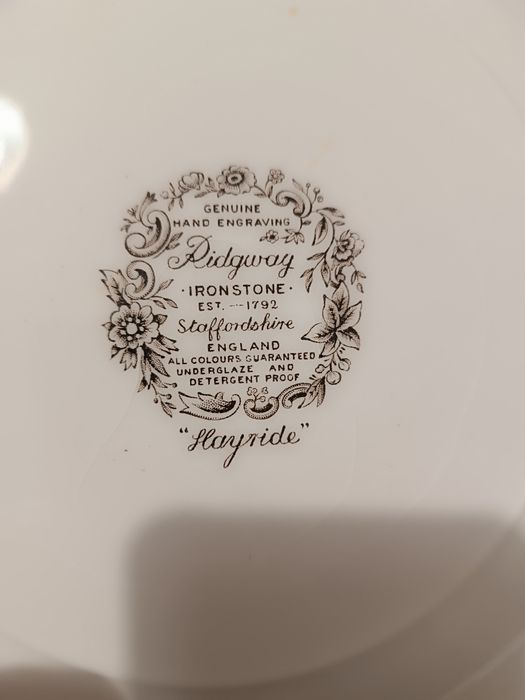 GENUINE
HAND ENGRAVING
Ridgway
·IRONSTONE·
EST. -- 1792
Staffordshire
ENGLAND
ALL COLOURS GUARANTEED
UNDERGLAZE AND
DETERGENT PROOF
"Hayride"